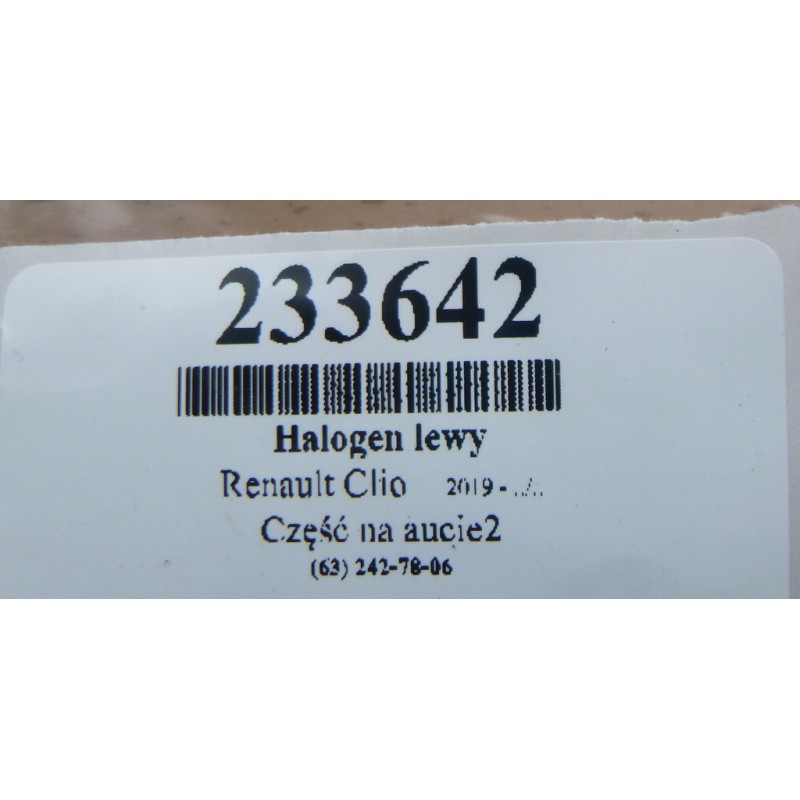 233642
Halogen lewy
Renault Clio 2019 - ../..
Część na aucie2
(63) 242-78-06